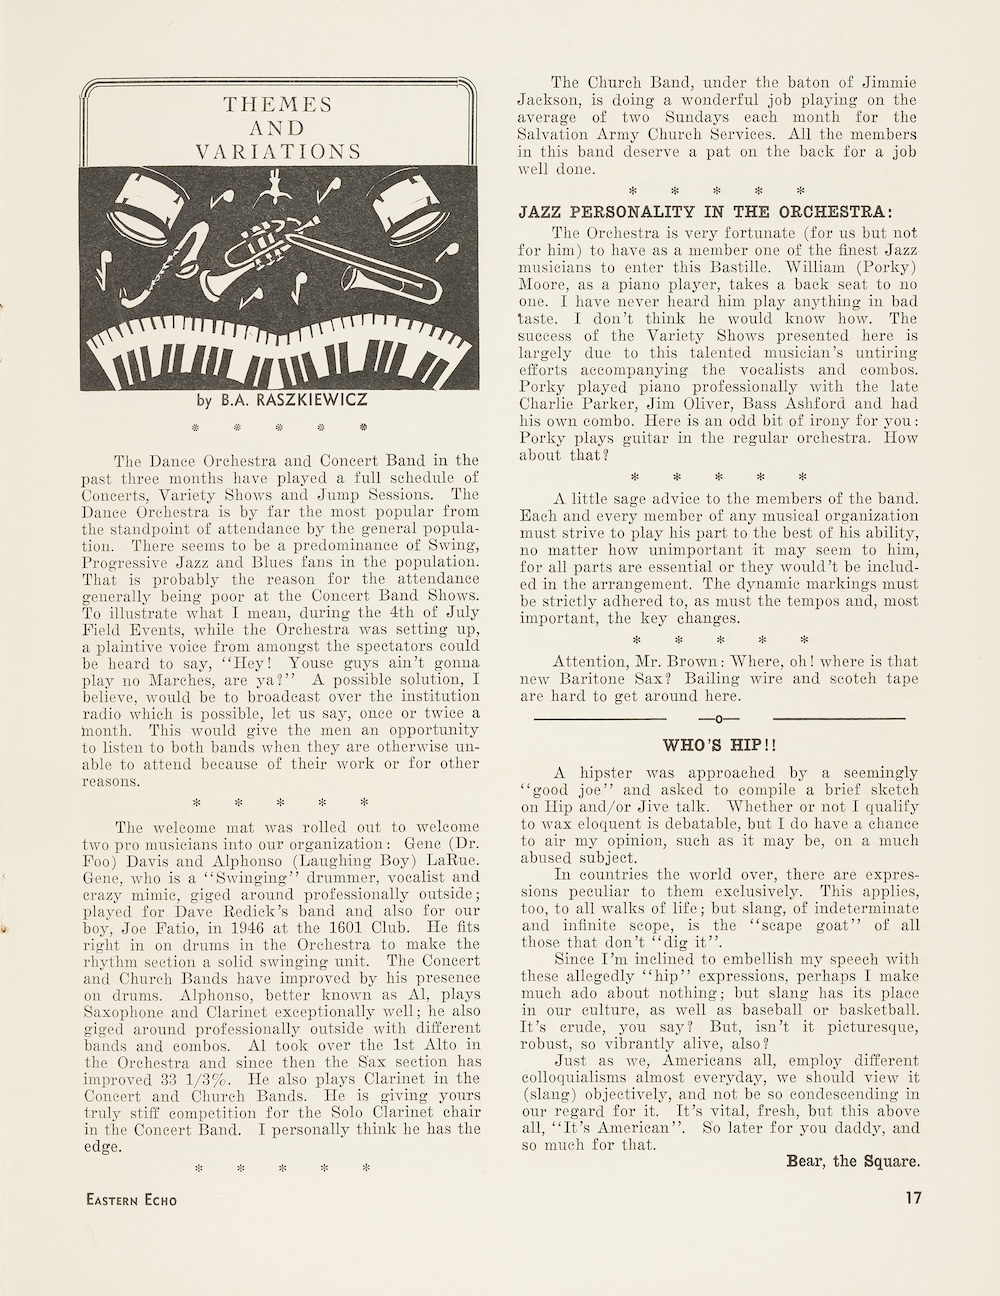 THEMES
AND
VARIATIONS
by B.A. RASZKIEWICZ
* * * * *
The Dance Orchestra and Concert Band in the
past three months have played a full schedule of
Concerts, Variety Shows and Jump Sessions. The
Dance Orchestra is by far the most popular from
the standpoint of attendance by the general popula-
tion. There seems to be a predominance of Swing,
Progressive Jazz and Blues fans in the population.
That is probably the reason for the attendance
generally being poor at the Concert Band Shows.
To illustrate what I mean, during the 4th of July
Field Events, while the Orchestra was setting up,
a plaintive voice from amongst the spectators could
be heard to say, "Hey! Youse guys ain't gonna
play no Marches, are ya?" A possible solution, I
believe, would be to broadcast over the institution
radio which is possible, let us say, once or twice a
month. This would give the men an opportunity
to listen to both bands when they are otherwise un-
able to attend because of their work or for other
reasons.
* * * * *
The welcome mat was rolled out to welcome
two pro musicians into our organization: Gene (Dr.
Foo) Davis and Alphonso (Laughing Boy) LaRue.
Gene, who is a "Swinging" drummer, vocalist and
crazy mimic, giged around professionally outside;
played for Dave Redick's band and also for our
boy, Joe Fatio, in 1946 at the 1601 Club. He fits
right in on drums in the Orchestra to make the
rhythm section a solid swinging unit. The Concert
and Church Bands have improved by his presence
on drums. Alphonso, better known as Al, plays
Saxophone and Clarinet exceptionally well; he also
giged around professionally outside with different
bands and combos. Al took over the 1st Alto in
the Orchestra and since then the Sax section has
improved 33 1/3%. He also plays Clarinet in the
Concert and Church Bands. He is giving yours
truly stiff competition for the Solo Clarinet chair
in the Concert Band. I personally think he has the
edge.
* * * * *
The Church Band, under the baton of Jimmie
Jackson, is doing a wonderful job playing on the
average of two Sundays each month for the
Salvation Army Church Services. All the members
in this band deserve a pat on the back for a job
well done.
* * * * *
JAZZ PERSONALITY IN THE ORCHESTRA:
The Orchestra is very fortunate (for us but not
for him) to have as a member one of the finest Jazz
musicians to enter this Bastille. William (Porky)
Moore, as a piano player, takes a back seat to no
one. I have never heard him play anything in bad
taste. I don't think he would know how. The
success of the Variety Shows presented here is
largely due to this talented musician's untiring
efforts accompanying the vocalists and combos.
Porky played piano professionally with the late
Charlie Parker, Jim Oliver, Bass Ashford and had
his own combo. Here is an odd bit of irony for you:
Porky plays guitar in the regular orchestra. How
about that?
* * * * *
A little sage advice to the members of the band.
Each and every member of any musical organization
must strive to play his part to the best of his ability,
no matter how unimportant it may seem to him,
for all parts are essential or they would't be includ-
ed in the arrangement. The dynamic markings must
be strictly adhered to, as must the tempos and, most
important, the key changes.
* * * * *
Attention, Mr. Brown: Where, oh! where is that
new Baritone Sax? Bailing wire and scotch tape
are hard to get around here.
—o—
WHO'S HIP!!
A hipster was approached by a seemingly
"good joe" and asked to compile a brief sketch
on Hip and/or Jive talk. Whether or not I qualify
to wax eloquent is debatable, but I do have a chance
to air my opinion, such as it may be, on a much
abused subject.
In countries the world over, there are expres-
sions peculiar to them exclusively. This applies,
too, to all walks of life; but slang, of indeterminate
and infinite scope, is the "scape goat" of all
those that don't "dig it".
Since I'm inclined to embellish my speech with
these allegedly "hip" expressions, perhaps I make
much ado about nothing; but slang has its place
in our culture, as well as baseball or basketball.
It's crude, you say? But, isn't it picturesque,
robust, so vibrantly alive, also?
Just as we, Americans all, employ different
colloquialisms almost everyday, we should view it
(slang) objectively, and not be so condescending in
our regard for it. It's vital, fresh, but this above
all, "It's American". So later for you daddy, and
so much for that.
Bear, the Square.
EASTERN ECHO
17